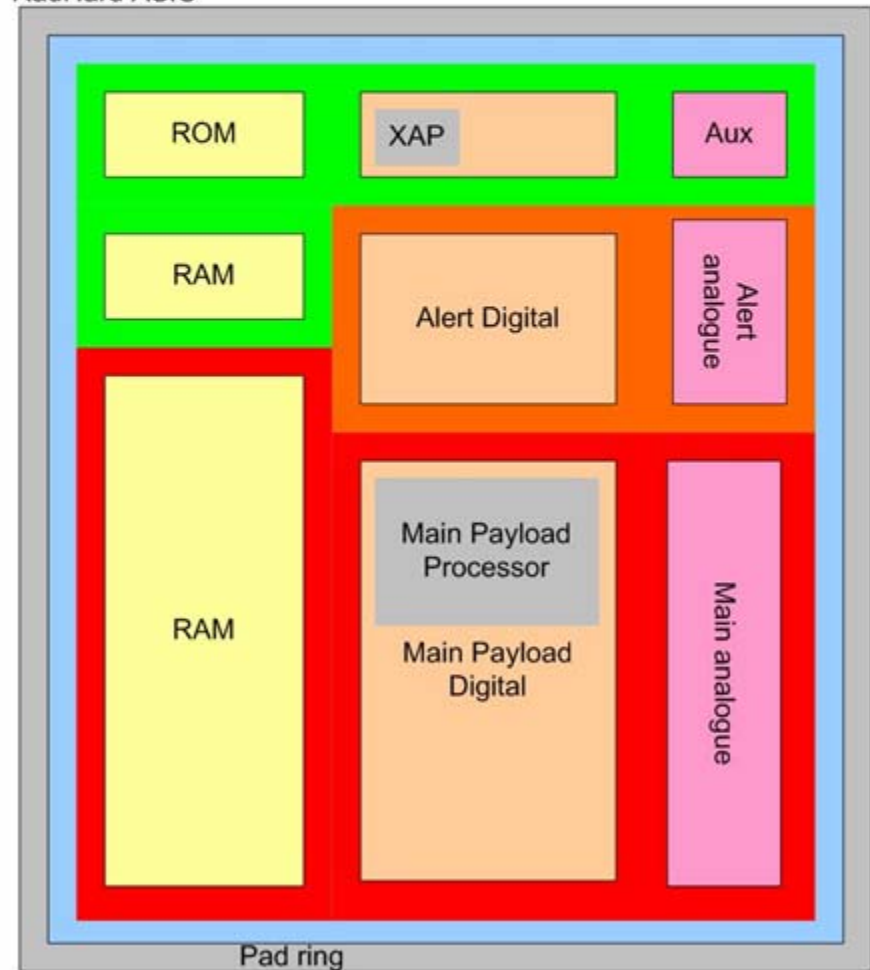 ROM
XAP
Aux
RAM
Alert Digital
Alert
analogue
RAM
Main Payload
Processor
Main Payload
Digital
Main analogue
Pad ring